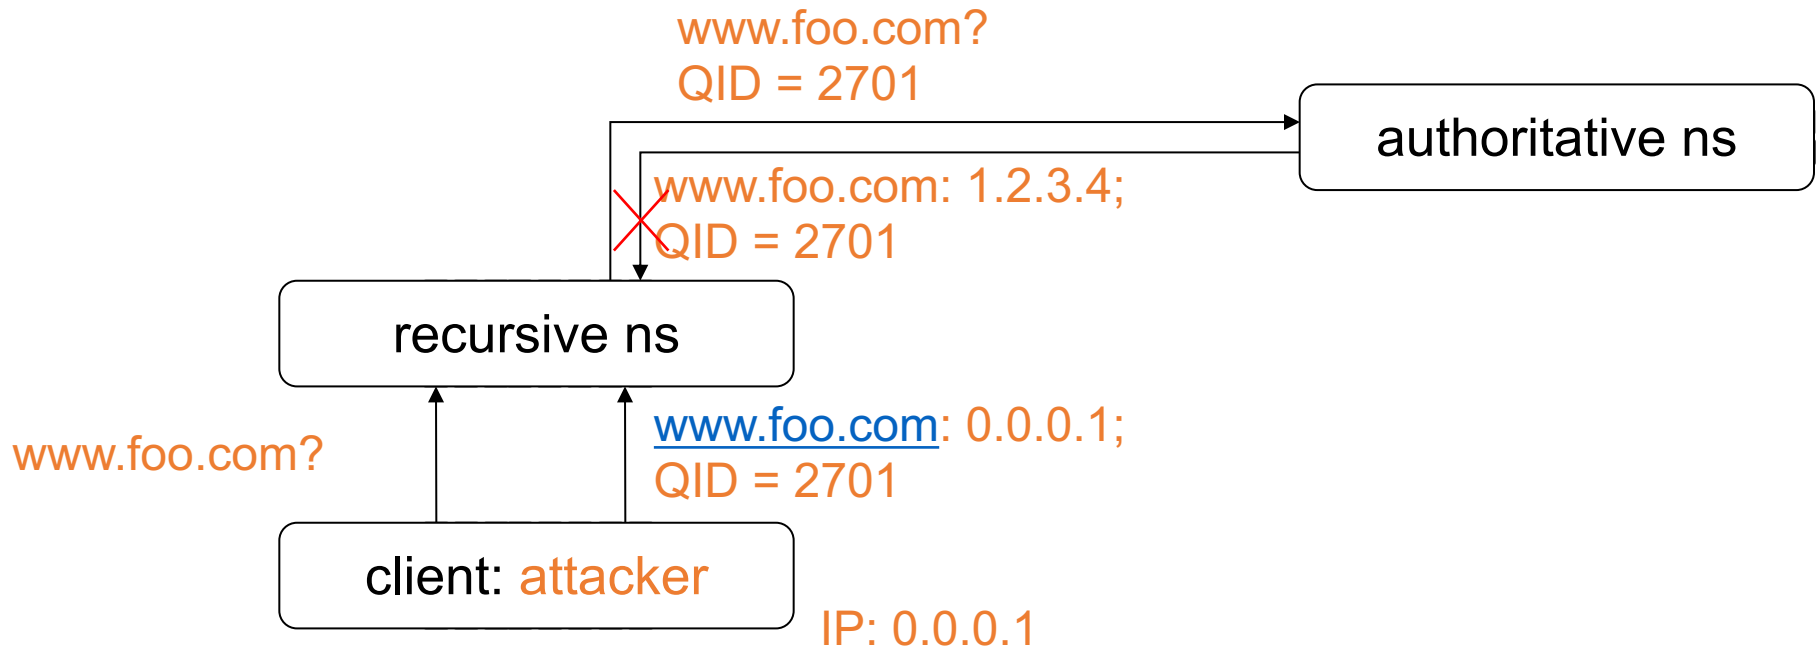 www.foo.com?
QID = 2701
authoritative ns
www.foo.com: 1.2.3.4;
QID = 2701
recursive ns
www.foo.com?
www.foo.com: 0.0.0.1;
QID = 2701
client: attacker
IP: 0.0.0.1